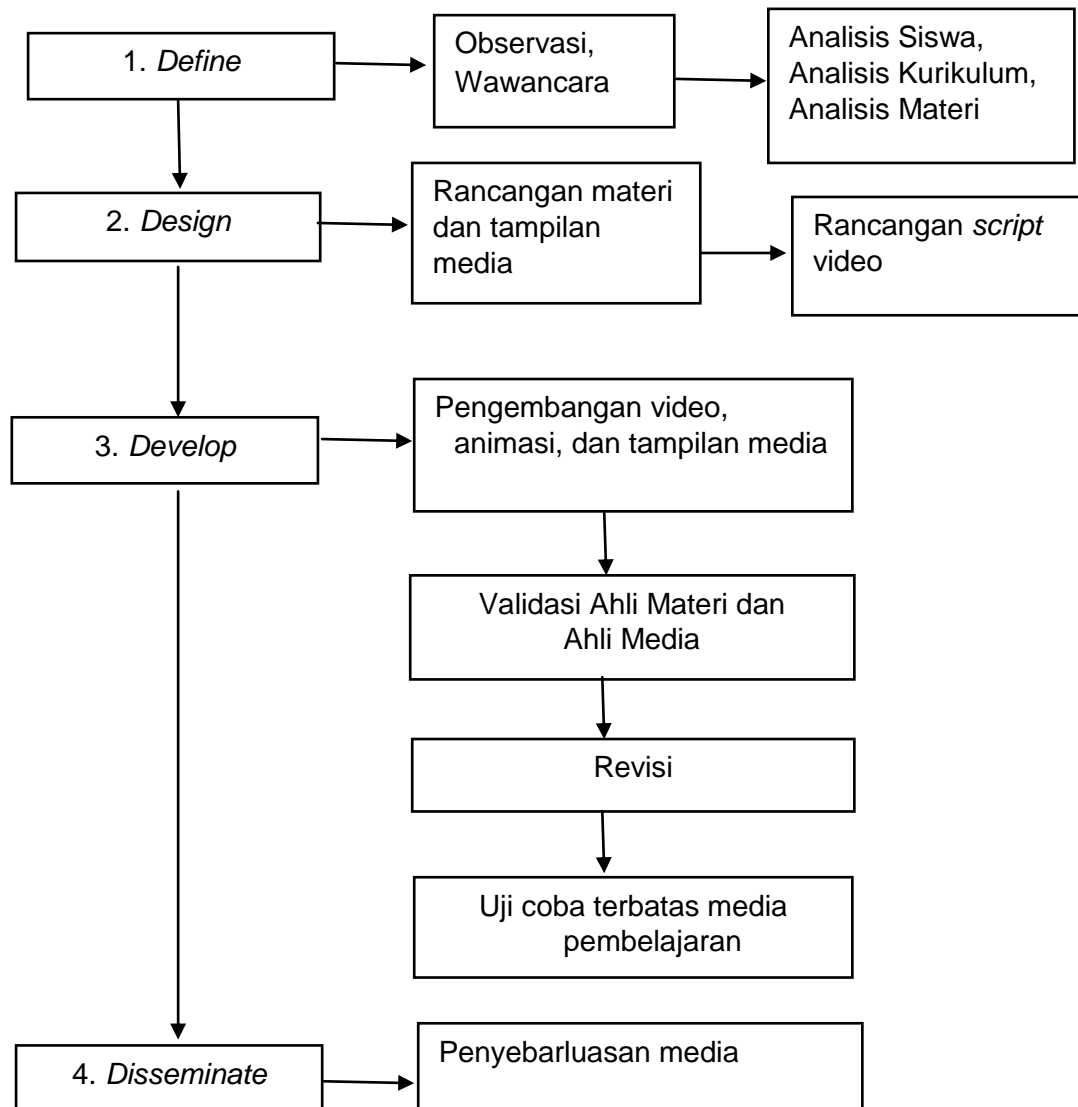 1. Define
Observasi,
Wawancara
Analisis Siswa,
Analisis Kurikulum,
Analisis Materi
2. Design
Rancangan materi
dan tampilan
media
Rancangan script
video
3. Develop
Pengembangan video,
animasi, dan tampilan media
Validasi Ahli Materi dan
Ahli Media
Revisi
Uji coba terbatas media
pembelajaran
4. Disseminate
Penyebarluasan media